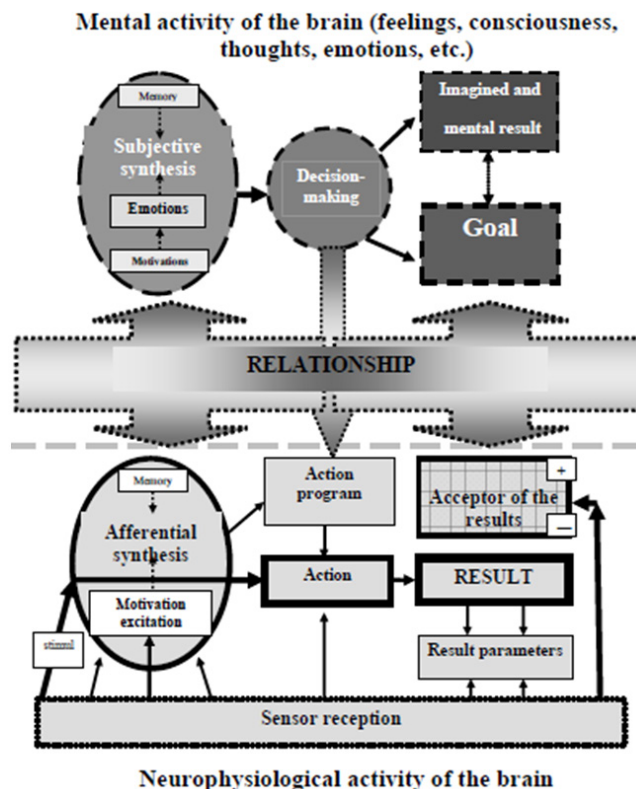 Mental activity of the brain (feelings, consciousness,
thoughts, emotions, etc.)
Memory
Subjective
synthesis
Emotions
Motivations
Decision-
making
Imagined and
mental result
Goal
RELATIONSHIP
Memory
Afferential
synthesis
Motivation
excitation
Action
program
Action
+
Acceptor of the
results
—
RESULT
Result parameters
Sensor reception
Neurophysiological activity of the brain